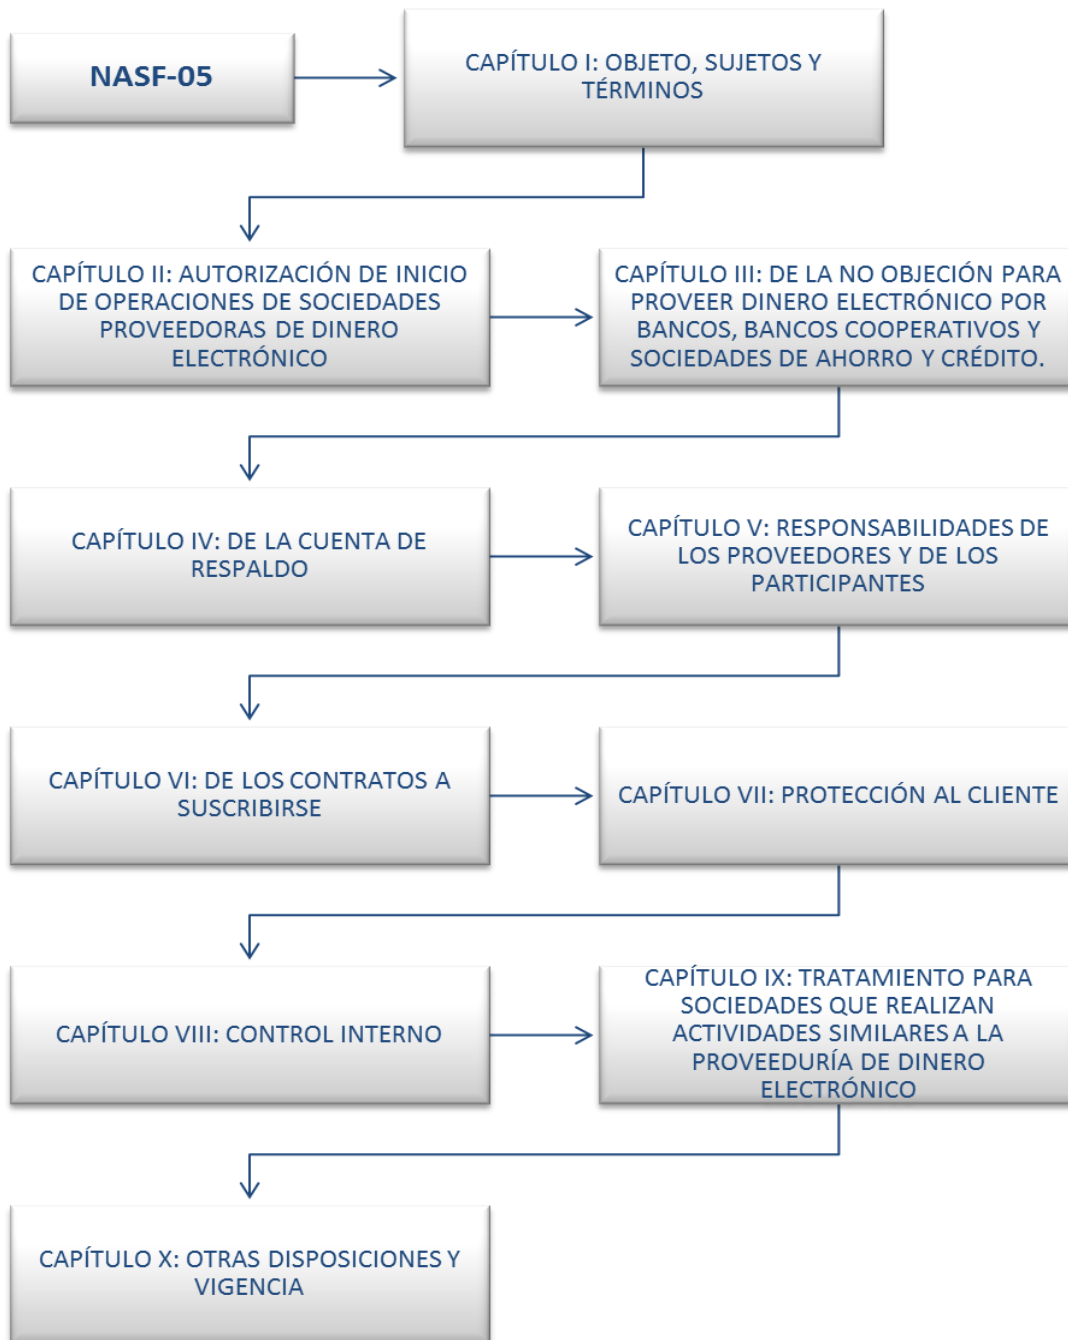 NASF-05
CAPÍTULO I: OBJETO, SUJETOS Y
TÉRMINOS
CAPÍTULO II: AUTORIZACIÓN DE INICIO
DE OPERACIONES DE SOCIEDADES
PROVEEDORAS DE DINERO
ELECTRÓNICO
CAPÍTULO III: DE LA NO OBJECIÓN PARA
PROVEER DINERO ELECTRÓNICO POR
BANCOS, BANCOS COOPERATIVOS Y
SOCIEDADES DE AHORRO Y CRÉDITO.
CAPÍTULO IV: DE LA CUENTA DE
RESPALDO
CAPÍTULO V: RESPONSABILIDADES DE
LOS PROVEEDORES Y DE LOS
PARTICIPANTES
CAPÍTULO VI: DE LOS CONTRATOS A
SUSCRIBIRSE
CAPÍTULO VII: PROTECCIÓN AL CLIENTE
CAPÍTULO VIII: CONTROL INTERNO
CAPÍTULO IX: TRATAMIENTO PARA
SOCIEDADES QUE REALIZAN
ACTIVIDADES SIMILARES A LA
PROVEEDURÍA DE DINERO
ELECTRÓNICO
CAPÍTULO X: OTRAS DISPOSICIONES Y
VIGENCIA